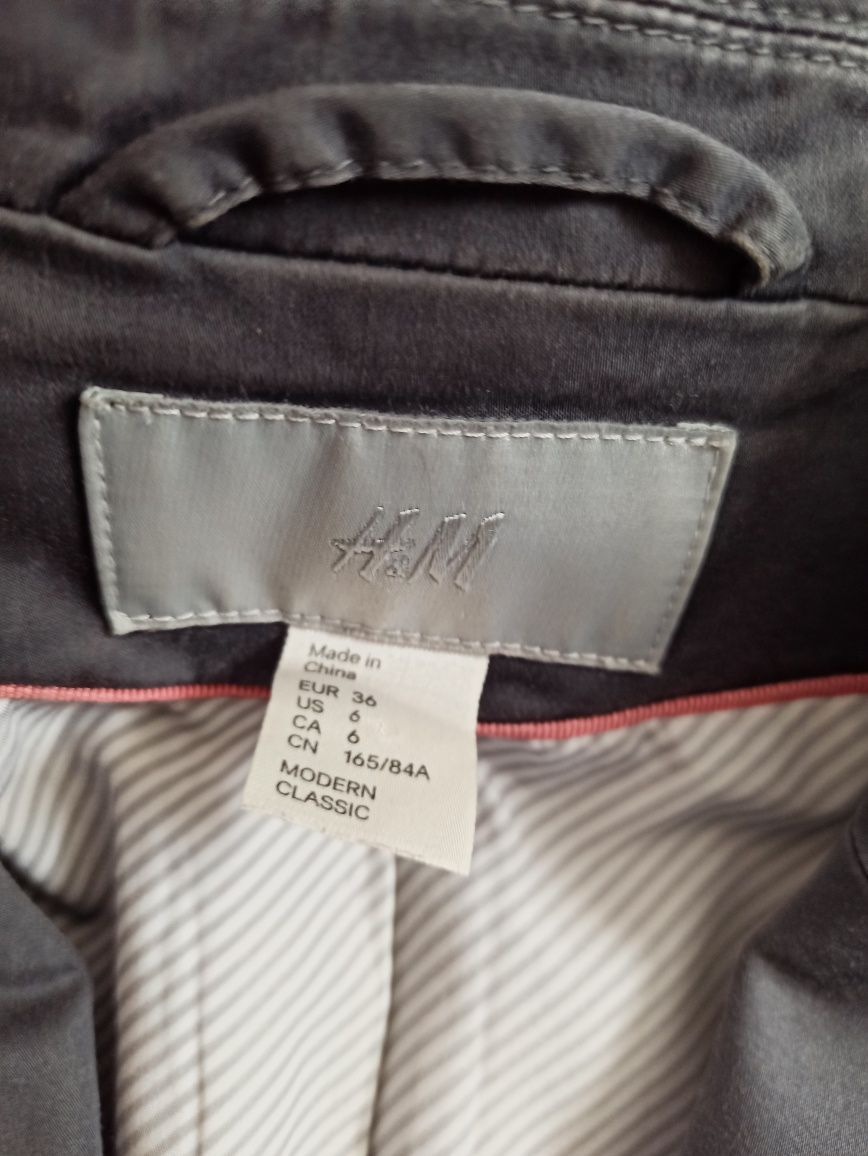 H&M
Made in
China
EUR 36
US 6
CA 6
CN 165/84A
MODERN
CLASSIC